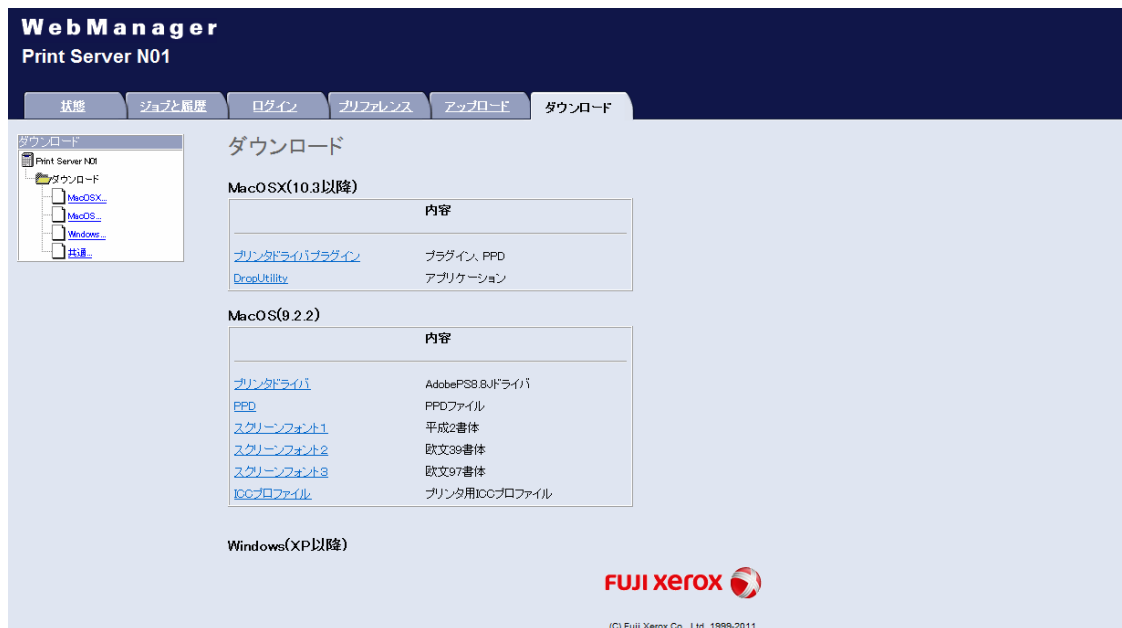 WebManager
Print Server N01
状態 ジョブと履歴 ログイン プリファレンス アップロード ダウンロード
ダウンロード
Print Server N01
ダウンロード
MacOSX...
MacOS...
Windows...
共通...
ダウンロード
MacOSX(10.3以降)
内容
プリンタドライバプラグイン プラグイン、PPD
DropUtility アプリケーション
MacOS(9.2.2)
内容
プリンタドライバ AdobePS8.8Jドライバ
PPD PPDファイル
スクリーンフォント1 平成2書体
スクリーンフォント2 欧文39書体
スクリーンフォント3 欧文97書体
ICCプロファイル プリンタ用ICCプロファイル
Windows(XP以降)
FUJI XEROX
(C) Fuji Xerox Co., Ltd. 1999-2011